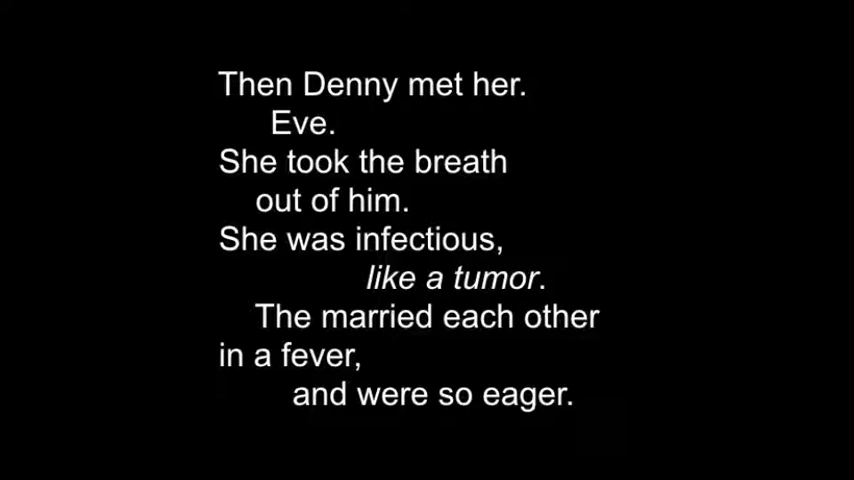 Then Denny met her.
Eve.
She took the breath
out of him.
She was infectious,
like a tumor.
The married each other
in a fever,
and were so eager.